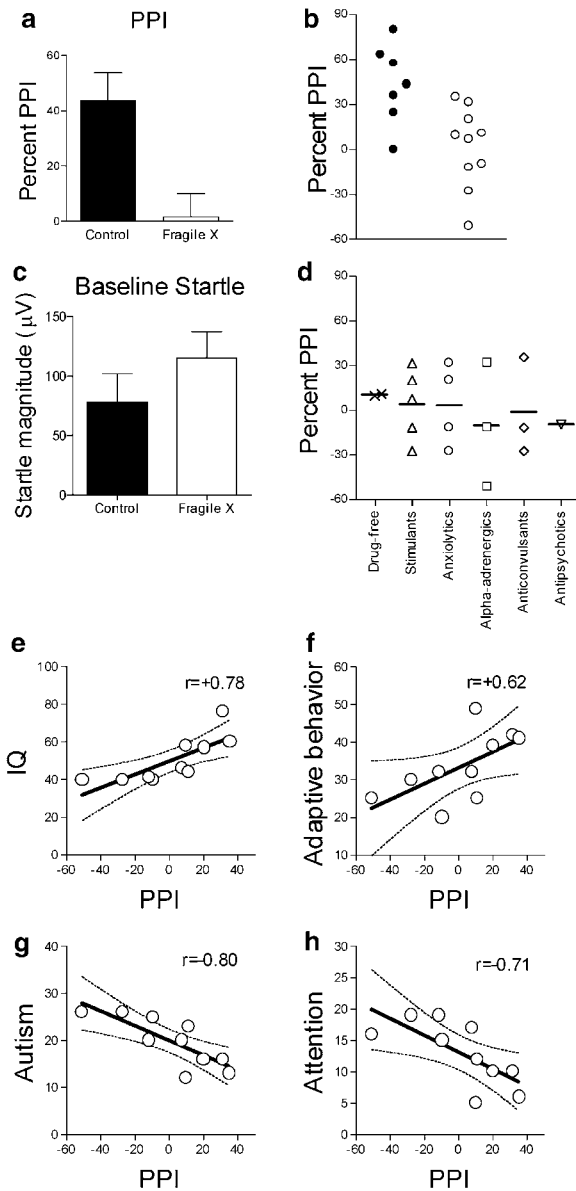 a
PPI
Percent PPI
60
40
20
0
Control
Fragile X
b
Percent PPI
90
60
30
0
-30
-60
c
Baseline Startle
Startle magnitude (μV)
150
100
50
0
Control
Fragile X
d
Percent PPI
90
60
30
0
-30
-60
Drug-free
Stimulants
Anxiolytics
Alpha-adrenergics
Anticonvulsants
Antipsychotics
e
IQ
100
80
60
40
20
0
r=+0.78
-60 -40 -20 0 20 40
PPI
f
Adaptive behavior
60
50
40
30
20
10
r=+0.62
-60 -40 -20 0 20 40
PPI
g
Autism
40
30
20
10
0
r=-0.80
-60 -40 -20 0 20 40
PPI
h
Attention
30
25
20
15
10
5
0
r=-0.71
-60 -40 -20 0 20 40
PPI